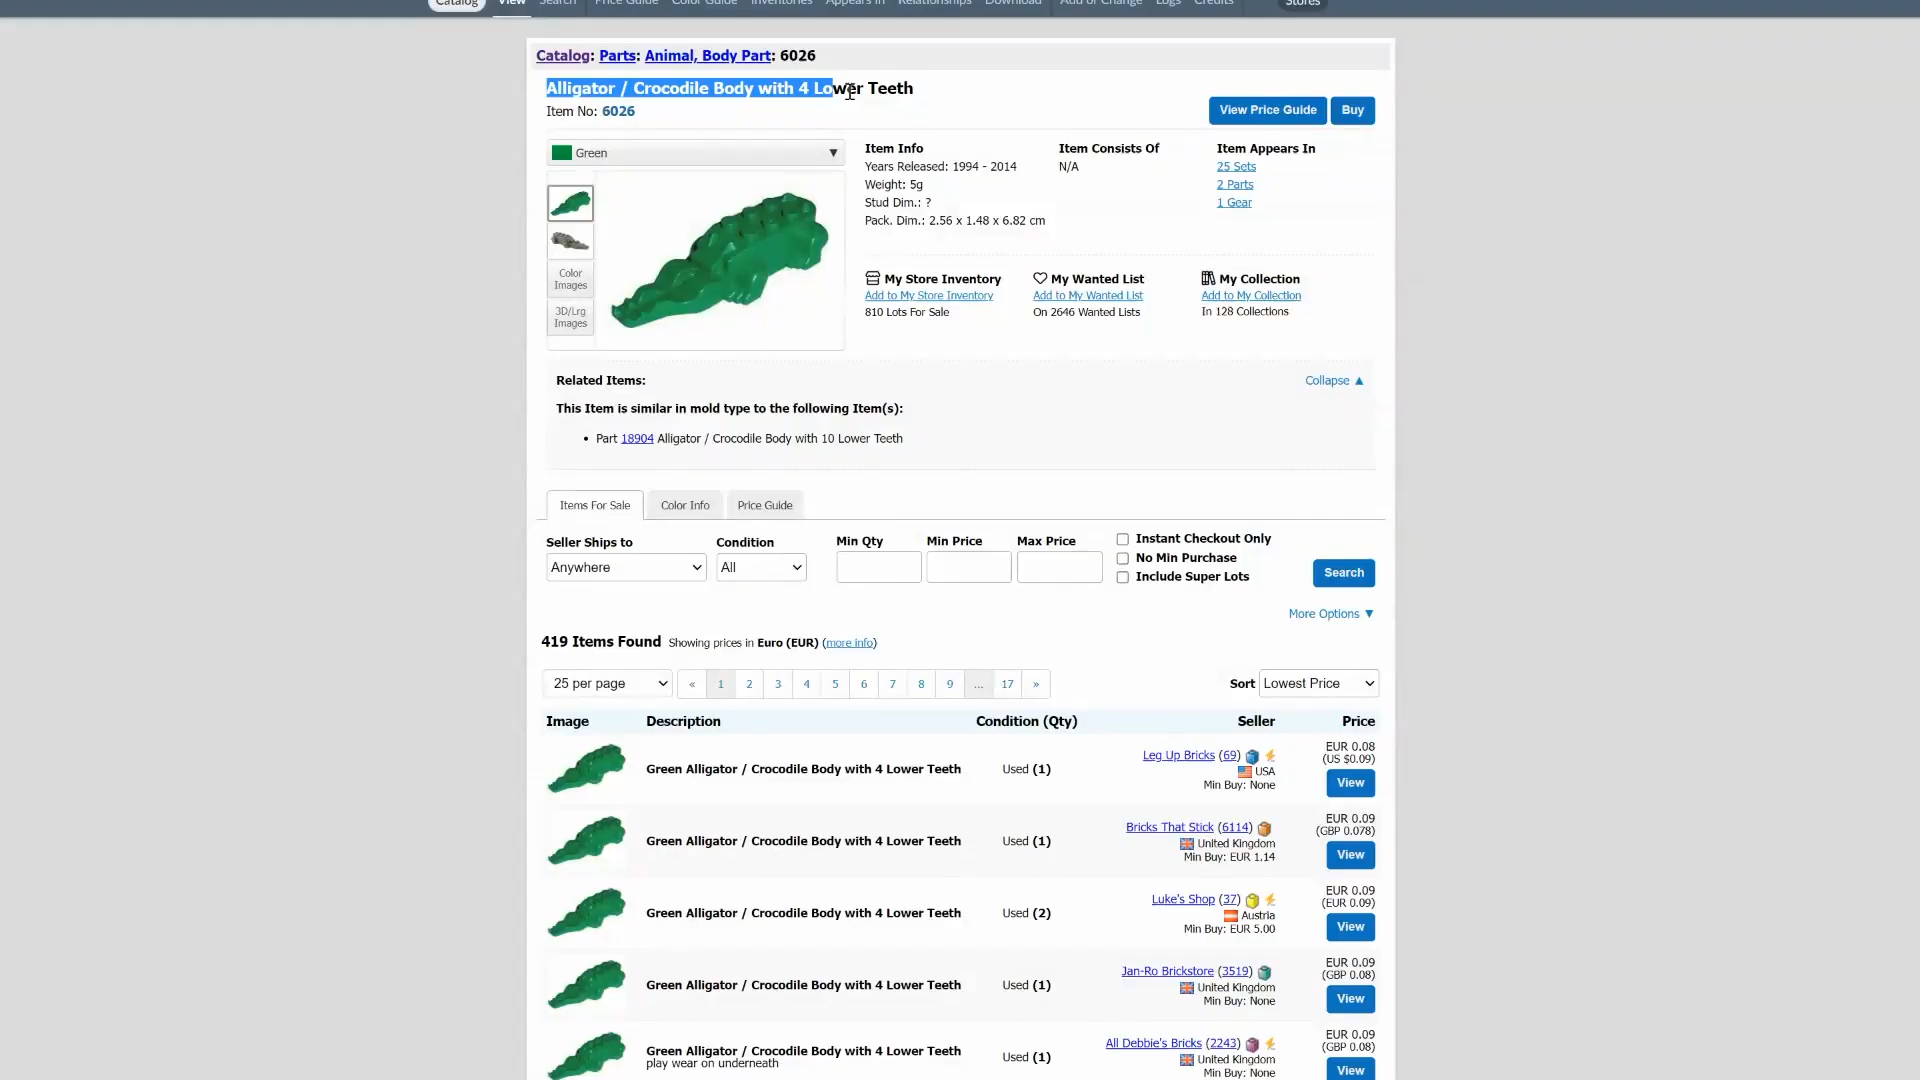 Catalog View Search Price Guide Color Guide Inventories Appears In Relationships Download Add or Change Logs Credits Stores
Catalog: Parts: Animal, Body Part: 6026
Alligator / Crocodile Body with 4 Lower Teeth
Item No: 6026
View Price Guide Buy
Green
Color Images
3D/Lrg Images
Item Info
Years Released: 1994 - 2014
Weight: 5g
Stud Dim.: ?
Pack. Dim.: 2.56 x 1.48 x 6.82 cm
Item Consists Of
N/A
Item Appears In
25 Sets
2 Parts
1 Gear
My Store Inventory
Add to My Store Inventory
810 Lots For Sale
My Wanted List
Add to My Wanted List
On 2646 Wanted Lists
My Collection
Add to My Collection
In 128 Collections
Related Items:
Collapse ▲
This Item is similar in mold type to the following Item(s):
• Part 18904 Alligator / Crocodile Body with 10 Lower Teeth
Items For Sale Color Info Price Guide
Seller Ships to Condition Min Qty Min Price Max Price
Anywhere All
Instant Checkout Only
No Min Purchase
Include Super Lots
Search
More Options ▼
419 Items Found Showing prices in Euro (EUR) (more info)
25 per page « 1 2 3 4 5 6 7 8 9 ... 17 » Sort Lowest Price
Image Description Condition (Qty) Seller Price
Green Alligator / Crocodile Body with 4 Lower Teeth
Used (1)
Leg Up Bricks (69)
USA
Min Buy: None
EUR 0.08
(US $0.09)
View
Green Alligator / Crocodile Body with 4 Lower Teeth
Used (1)
Bricks That Stick (6114)
United Kingdom
Min Buy: EUR 1.14
EUR 0.09
(GBP 0.078)
View
Green Alligator / Crocodile Body with 4 Lower Teeth
Used (2)
Luke's Shop (37)
Austria
Min Buy: EUR 5.00
EUR 0.09
(EUR 0.09)
View
Green Alligator / Crocodile Body with 4 Lower Teeth
Used (1)
Jan-Ro Brickstore (3519)
United Kingdom
Min Buy: None
EUR 0.09
(GBP 0.08)
View
Green Alligator / Crocodile Body with 4 Lower Teeth
play wear on underneath
Used (1)
All Debbie's Bricks (2243)
United Kingdom
Min Buy: None
EUR 0.09
(GBP 0.08)
View